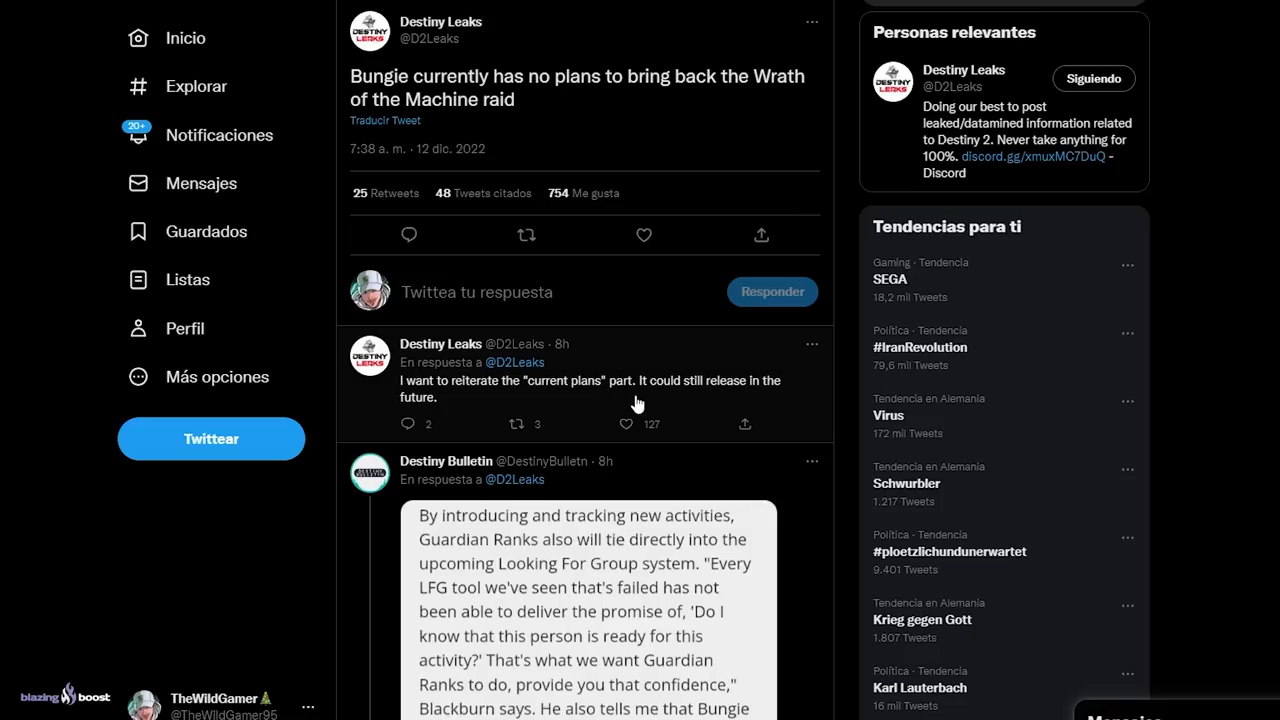 Inicio
Explorar
20+
Notificaciones
Mensajes
Guardados
Listas
Perfil
Más opciones
Twittear
blazing boost
TheWildGamer🎄
@TheWIldGamer95
DESTINY
LEAKS
Destiny Leaks
@D2Leaks
Bungie currently has no plans to bring back the Wrath
of the Machine raid
Traducir Tweet
7:38 a. m. · 12 dic. 2022
25 Retweets 48 Tweets citados 754 Me gusta
Twittea tu respuesta
Responder
DESTINY
LEAKS
Destiny Leaks @D2Leaks · 8h
En respuesta a @D2Leaks
I want to reiterate the "current plans" part. It could still release in the
future.
2 3 127
Destiny Bulletin @DestinyBulletn · 8h
En respuesta a @D2Leaks
By introducing and tracking new activities,
Guardian Ranks also will tie directly into the
upcoming Looking For Group system. "Every
LFG tool we've seen that's failed has not
been able to deliver the promise of, 'Do I
know that this person is ready for this
activity?' That's what we want Guardian
Ranks to do, provide you that confidence,"
Blackburn says. He also tells me that Bungie
Personas relevantes
DESTINY
LEAKS
Destiny Leaks
@D2Leaks
Siguiendo
Doing our best to post
leaked/datamined information related
to Destiny 2. Never take anything for
100%. discord.gg/xmuxMC7DuQ -
Discord
Tendencias para ti
Gaming · Tendencia
SEGA
18,2 mil Tweets
Política · Tendencia
#IranRevolution
79,6 mil Tweets
Tendencia en Alemania
Virus
172 mil Tweets
Tendencia en Alemania
Schwurbler
1.217 Tweets
Política · Tendencia
#ploetzlichundunerwartet
9.401 Tweets
Tendencia en Alemania
Krieg gegen Gott
1.807 Tweets
Política · Tendencia
Karl Lauterbach
16 mil Tweets
Mensajes